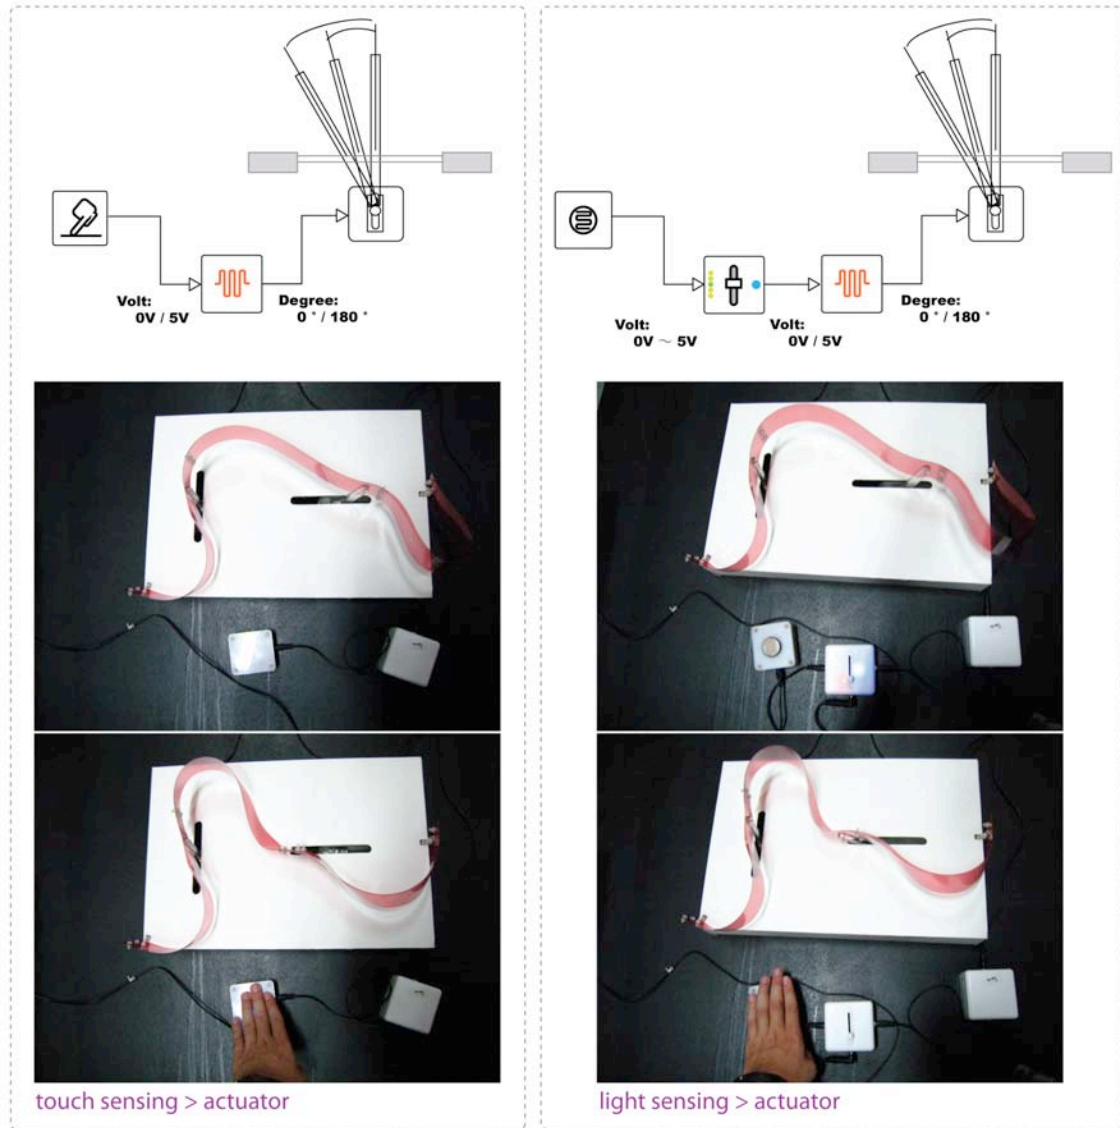 Volt:
0V / 5V
Degree:
0 ° / 180 °
touch sensing > actuator
Volt:
0V ～ 5V
Volt:
0V / 5V
Degree:
0 ° / 180 °
light sensing > actuator